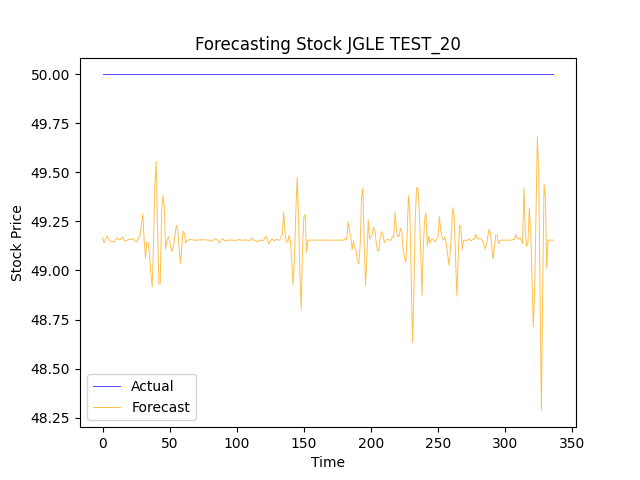 Forecasting Stock JGLE TEST_20
Stock Price
50.00
49.75
49.50
49.25
49.00
48.75
48.50
48.25
Actual
Forecast
0 50 100 150 200 250 300 350
Time